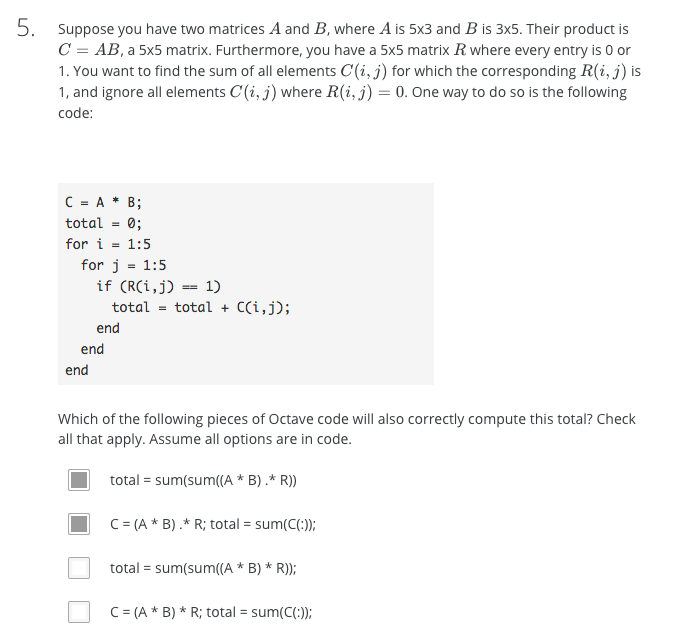 5. Suppose you have two matrices A and B, where A is 5x3 and B is 3x5. Their product is
C = AB, a 5x5 matrix. Furthermore, you have a 5x5 matrix R where every entry is 0 or
1. You want to find the sum of all elements C(i, j) for which the corresponding R(i, j) is
1, and ignore all elements C(i, j) where R(i, j) = 0. One way to do so is the following
code:
C = A * B;
total = 0;
for i = 1:5
  for j = 1:5
    if (R(i,j) == 1)
      total = total + C(i,j);
    end
  end
end
Which of the following pieces of Octave code will also correctly compute this total? Check
all that apply. Assume all options are in code.
total = sum(sum((A * B) .* R))
C = (A * B) .* R; total = sum(C(:));
total = sum(sum((A * B) * R));
C = (A * B) * R; total = sum(C(:));